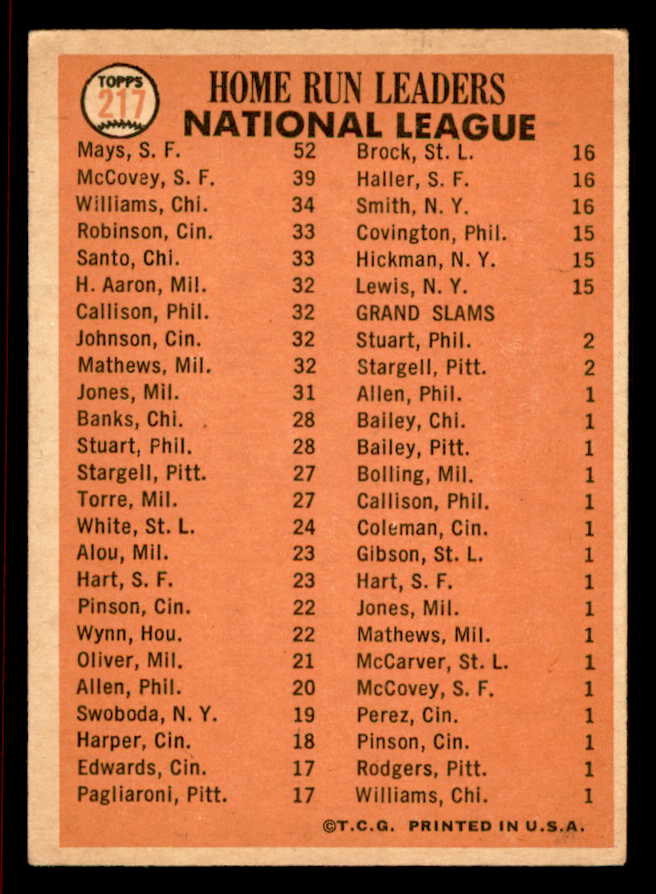 TOPPS
217
HOME RUN LEADERS
NATIONAL LEAGUE
Mays, S. F. 52
McCovey, S. F. 39
Williams, Chi. 34
Robinson, Cin. 33
Santo, Chi. 33
H. Aaron, Mil. 32
Callison, Phil. 32
Johnson, Cin. 32
Mathews, Mil. 32
Jones, Mil. 31
Banks, Chi. 28
Stuart, Phil. 28
Stargell, Pitt. 27
Torre, Mil. 27
White, St. L. 24
Alou, Mil. 23
Hart, S. F. 23
Pinson, Cin. 22
Wynn, Hou. 22
Oliver, Mil. 21
Allen, Phil. 20
Swoboda, N. Y. 19
Harper, Cin. 18
Edwards, Cin. 17
Pagliaroni, Pitt. 17
Brock, St. L. 16
Haller, S. F. 16
Smith, N. Y. 16
Covington, Phil. 15
Hickman, N. Y. 15
Lewis, N. Y. 15
GRAND SLAMS
Stuart, Phil. 2
Stargell, Pitt. 2
Allen, Phil. 1
Bailey, Chi. 1
Bailey, Pitt. 1
Bolling, Mil. 1
Callison, Phil. 1
Coleman, Cin. 1
Gibson, St. L. 1
Hart, S. F. 1
Jones, Mil. 1
Mathews, Mil. 1
McCarver, St. L. 1
McCovey, S. F. 1
Perez, Cin. 1
Pinson, Cin. 1
Rodgers, Pitt. 1
Williams, Chi. 1
©T.C.G. PRINTED IN U.S.A.